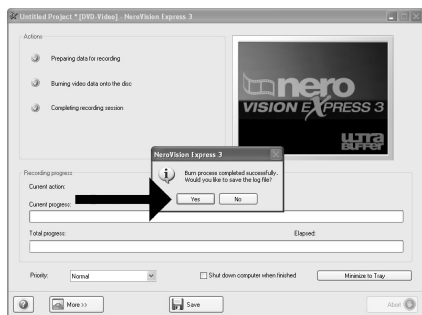 Untitled Project * [DVD-Video] - NeroVision Express 3
Actions
Preparing data for recording
Burning video data onto the disc
Completing recording session
nero
VISION EXPRESS 3
ULTRA
BUFFER
NeroVision Express 3
Burn process completed successfully.
Would you like to save the log file?
Yes
No
Recording progress
Current action:
Current progress:
Total progress:
Elapsed:
Priority:
Normal
Shut down computer when finished
Minimize to Tray
More >>
Save
Abort